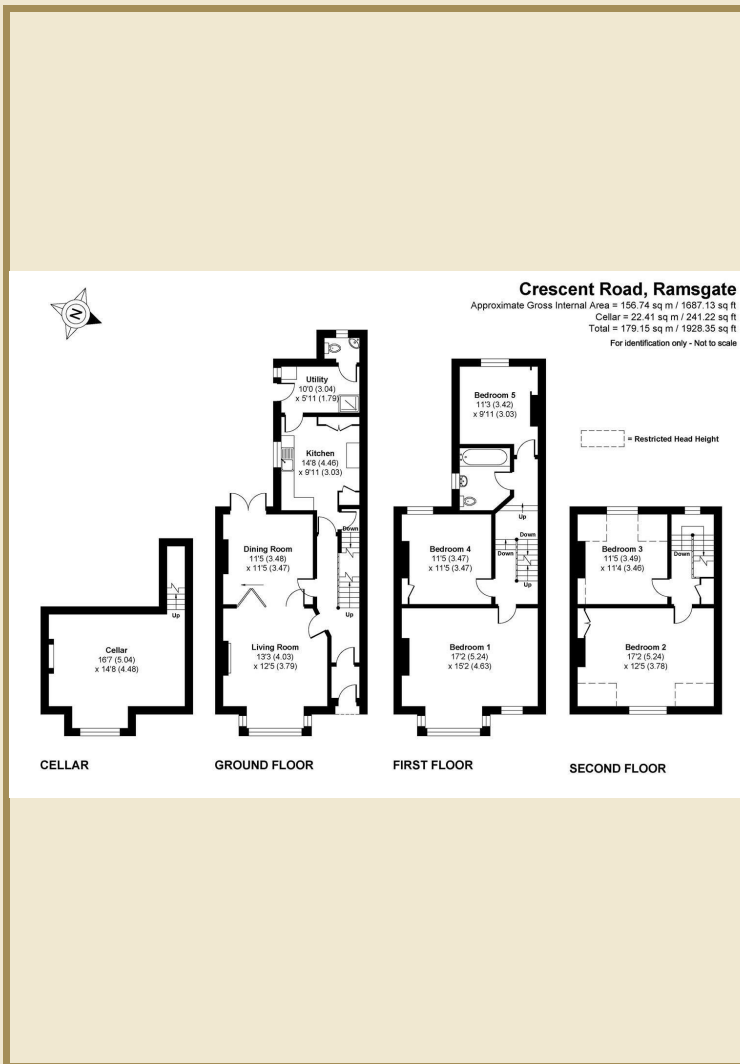 Crescent Road, Ramsgate
Approximate Gross Internal Area = 156.74 sq m / 1687.13 sq ft
Cellar = 22.41 sq m / 241.22 sq ft
Total = 179.15 sq m / 1928.35 sq ft
For identification only - Not to scale
N
= Restricted Head Height
Cellar
16'7 (5.04)
x 14'8 (4.48)
Up
CELLAR
Utility
10'0 (3.04)
x 5'11 (1.79)
Kitchen
14'8 (4.46)
x 9'11 (3.03)
Down
Dining Room
11'5 (3.48)
x 11'5 (3.47)
Up
Living Room
13'3 (4.03)
x 12'5 (3.79)
GROUND FLOOR
Bedroom 5
11'3 (3.42)
x 9'11 (3.03)
Up
Down
Down
Up
Bedroom 4
11'5 (3.47)
x 11'5 (3.47)
Bedroom 1
17'2 (5.24)
x 15'2 (4.63)
FIRST FLOOR
Bedroom 3
11'5 (3.49)
x 11'4 (3.46)
Down
Bedroom 2
17'2 (5.24)
x 12'5 (3.78)
SECOND FLOOR